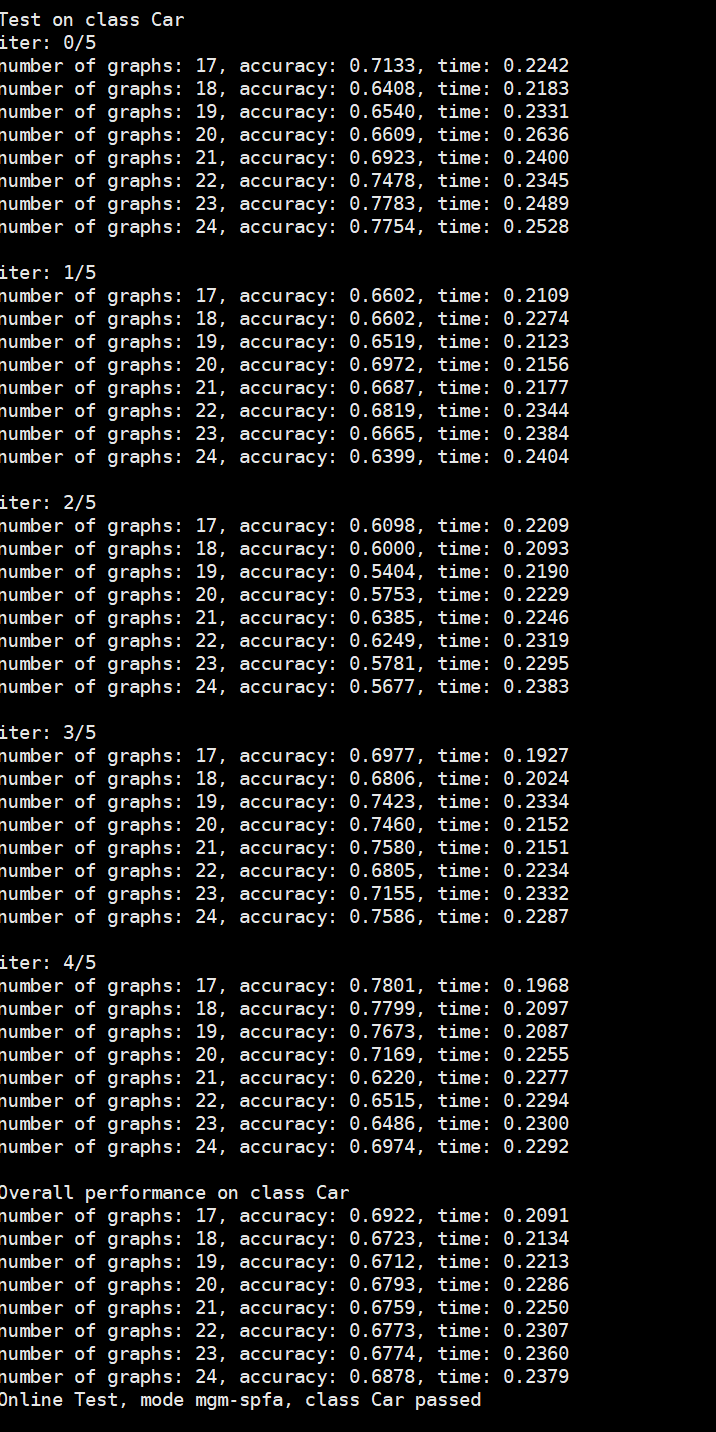 Test on class Car
iter: 0/5
number of graphs: 17, accuracy: 0.7133, time: 0.2242
number of graphs: 18, accuracy: 0.6408, time: 0.2183
number of graphs: 19, accuracy: 0.6540, time: 0.2331
number of graphs: 20, accuracy: 0.6609, time: 0.2636
number of graphs: 21, accuracy: 0.6923, time: 0.2400
number of graphs: 22, accuracy: 0.7478, time: 0.2345
number of graphs: 23, accuracy: 0.7783, time: 0.2489
number of graphs: 24, accuracy: 0.7754, time: 0.2528

iter: 1/5
number of graphs: 17, accuracy: 0.6602, time: 0.2109
number of graphs: 18, accuracy: 0.6602, time: 0.2274
number of graphs: 19, accuracy: 0.6519, time: 0.2123
number of graphs: 20, accuracy: 0.6972, time: 0.2156
number of graphs: 21, accuracy: 0.6687, time: 0.2177
number of graphs: 22, accuracy: 0.6819, time: 0.2344
number of graphs: 23, accuracy: 0.6665, time: 0.2384
number of graphs: 24, accuracy: 0.6399, time: 0.2404

iter: 2/5
number of graphs: 17, accuracy: 0.6098, time: 0.2209
number of graphs: 18, accuracy: 0.6000, time: 0.2093
number of graphs: 19, accuracy: 0.5404, time: 0.2190
number of graphs: 20, accuracy: 0.5753, time: 0.2229
number of graphs: 21, accuracy: 0.6385, time: 0.2246
number of graphs: 22, accuracy: 0.6249, time: 0.2319
number of graphs: 23, accuracy: 0.5781, time: 0.2295
number of graphs: 24, accuracy: 0.5677, time: 0.2383

iter: 3/5
number of graphs: 17, accuracy: 0.6977, time: 0.1927
number of graphs: 18, accuracy: 0.6806, time: 0.2024
number of graphs: 19, accuracy: 0.7423, time: 0.2334
number of graphs: 20, accuracy: 0.7460, time: 0.2152
number of graphs: 21, accuracy: 0.7580, time: 0.2151
number of graphs: 22, accuracy: 0.6805, time: 0.2234
number of graphs: 23, accuracy: 0.7155, time: 0.2332
number of graphs: 24, accuracy: 0.7586, time: 0.2287

iter: 4/5
number of graphs: 17, accuracy: 0.7801, time: 0.1968
number of graphs: 18, accuracy: 0.7799, time: 0.2097
number of graphs: 19, accuracy: 0.7673, time: 0.2087
number of graphs: 20, accuracy: 0.7169, time: 0.2255
number of graphs: 21, accuracy: 0.6220, time: 0.2277
number of graphs: 22, accuracy: 0.6515, time: 0.2294
number of graphs: 23, accuracy: 0.6486, time: 0.2300
number of graphs: 24, accuracy: 0.6974, time: 0.2292

Overall performance on class Car
number of graphs: 17, accuracy: 0.6922, time: 0.2091
number of graphs: 18, accuracy: 0.6723, time: 0.2134
number of graphs: 19, accuracy: 0.6712, time: 0.2213
number of graphs: 20, accuracy: 0.6793, time: 0.2286
number of graphs: 21, accuracy: 0.6759, time: 0.2250
number of graphs: 22, accuracy: 0.6773, time: 0.2307
number of graphs: 23, accuracy: 0.6774, time: 0.2360
number of graphs: 24, accuracy: 0.6878, time: 0.2379
Online Test, mode mgm-spfa, class Car passed